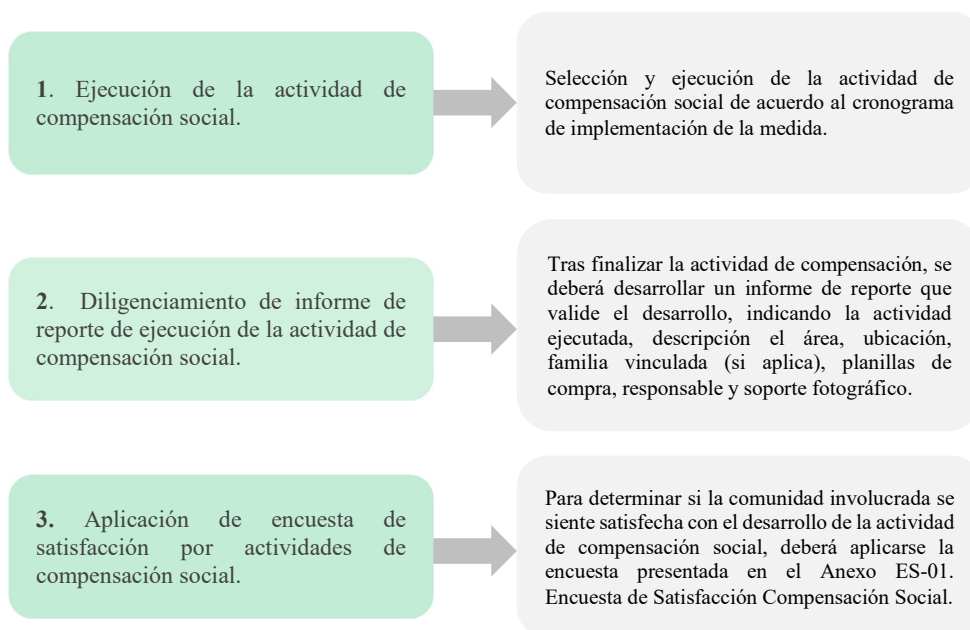 1. Ejecución de la actividad de
compensación social.
Selección y ejecución de la actividad de
compensación social de acuerdo al cronograma
de implementación de la medida.
2. Diligenciamiento de informe de
reporte de ejecución de la actividad de
compensación social.
Tras finalizar la actividad de compensación, se
deberá desarrollar un informe de reporte que
valide el desarrollo, indicando la actividad
ejecutada, descripción el área, ubicación,
familia vinculada (si aplica), planillas de
compra, responsable y soporte fotográfico.
3. Aplicación de encuesta de
satisfacción por actividades de
compensación social.
Para determinar si la comunidad involucrada se
siente satisfecha con el desarrollo de la actividad
de compensación social, deberá aplicarse la
encuesta presentada en el Anexo ES-01.
Encuesta de Satisfacción Compensación Social.